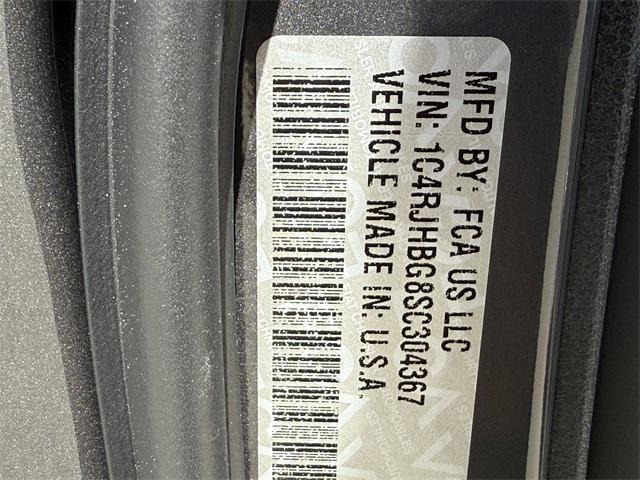 MFD BY: FCA US LLC
VIN: 1C4RJHBG8SC304367
VEHICLE MADE IN: U.S.A.